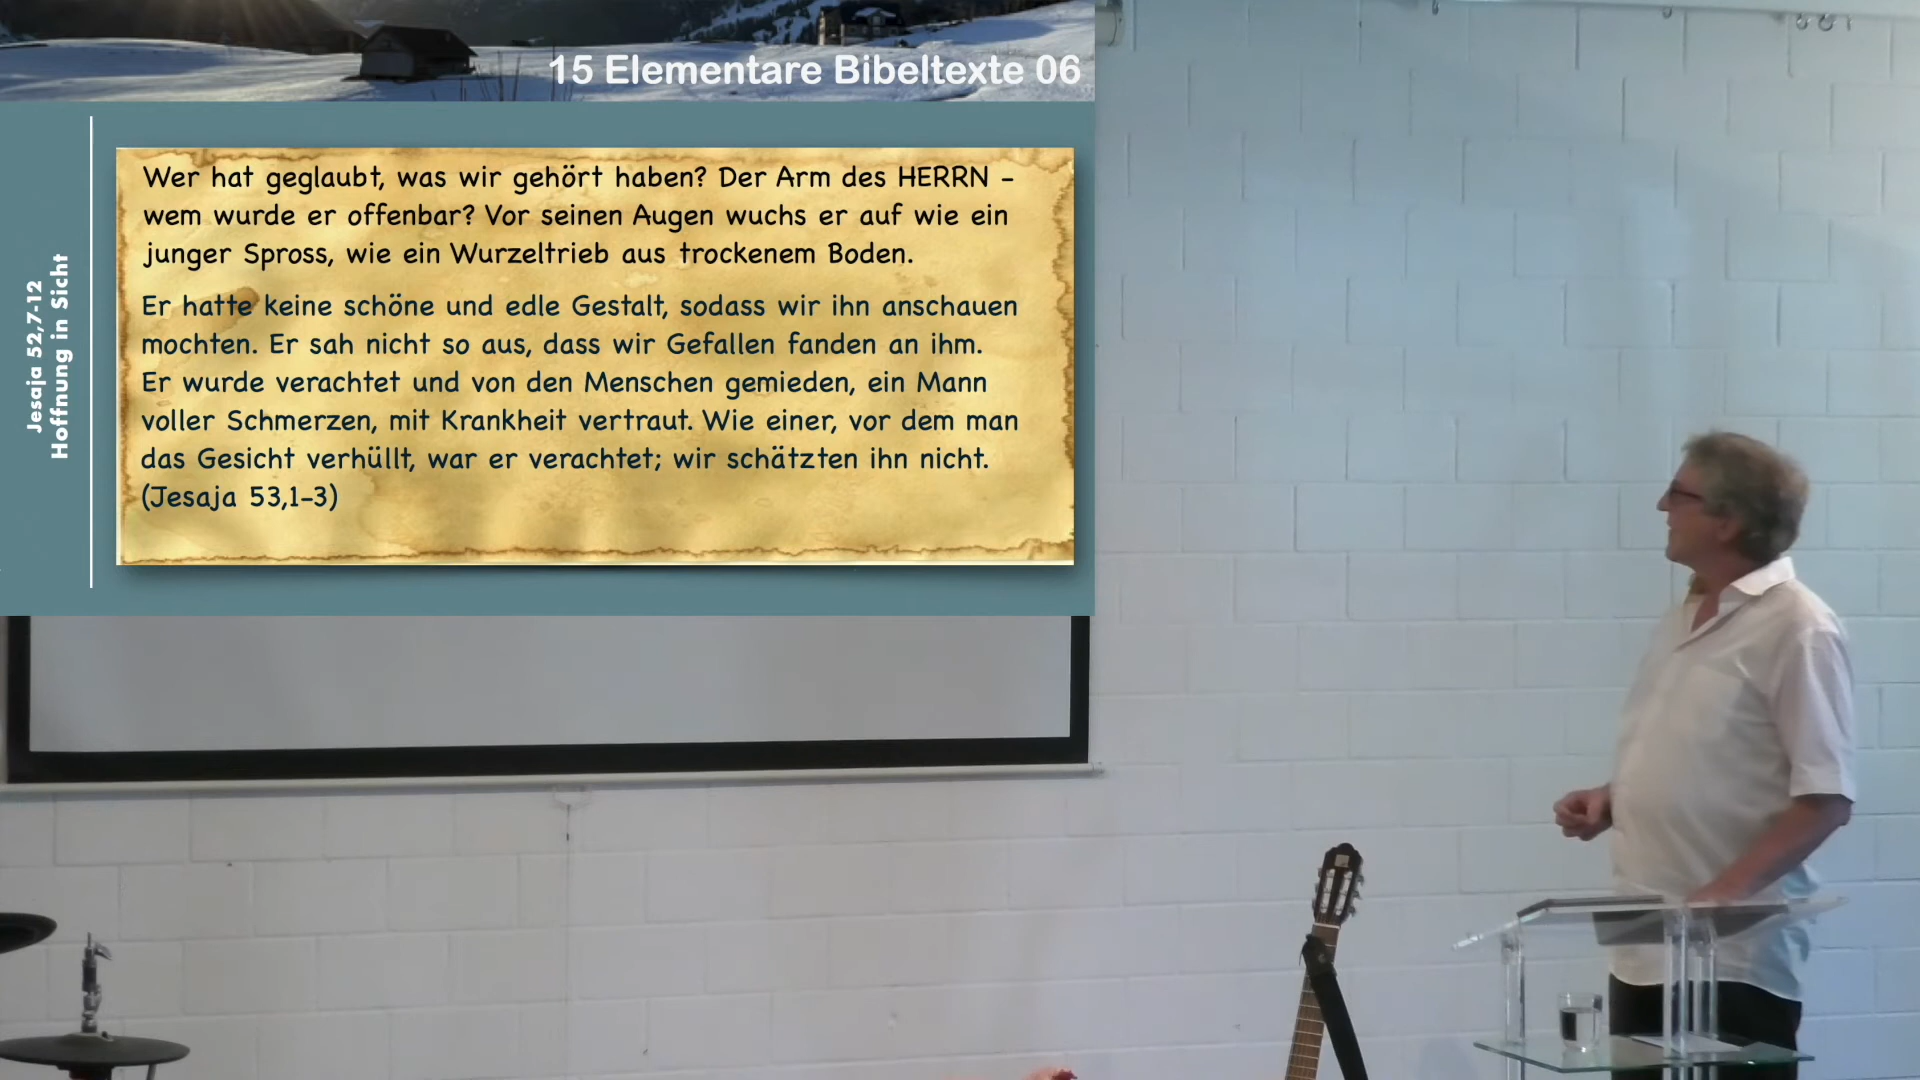 15 Elementare Bibeltexte 06
Jesaja 52,7-12
Hoffnung in Sicht
Wer hat geglaubt, was wir gehört haben? Der Arm des HERRN –
wem wurde er offenbar? Vor seinen Augen wuchs er auf wie ein
junger Spross, wie ein Wurzeltrieb aus trockenem Boden.
Er hatte keine schöne und edle Gestalt, sodass wir ihn anschauen
mochten. Er sah nicht so aus, dass wir Gefallen fanden an ihm.
Er wurde verachtet und von den Menschen gemieden, ein Mann
voller Schmerzen, mit Krankheit vertraut. Wie einer, vor dem man
das Gesicht verhüllt, war er verachtet; wir schätzten ihn nicht.
(Jesaja 53,1-3)